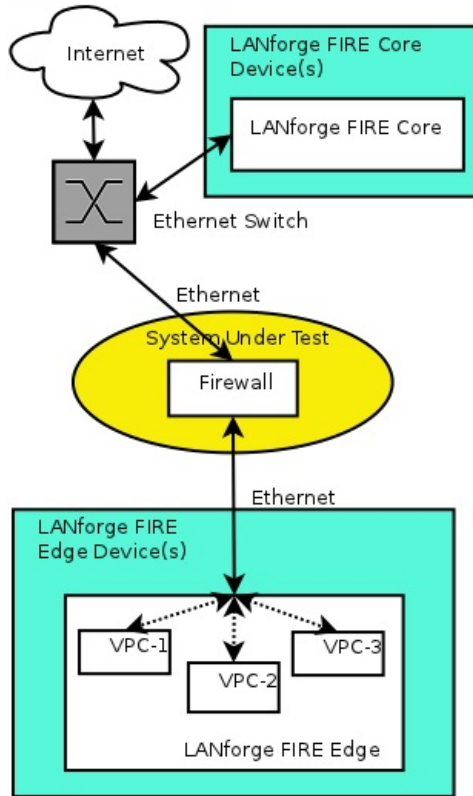 Internet
LANforge FIRE Core
Device(s)
LANforge FIRE Core
Ethernet Switch
Ethernet
System Under Test
Firewall
Ethernet
LANforge FIRE
Edge Device(s)
VPC-1
VPC-2
VPC-3
LANforge FIRE Edge